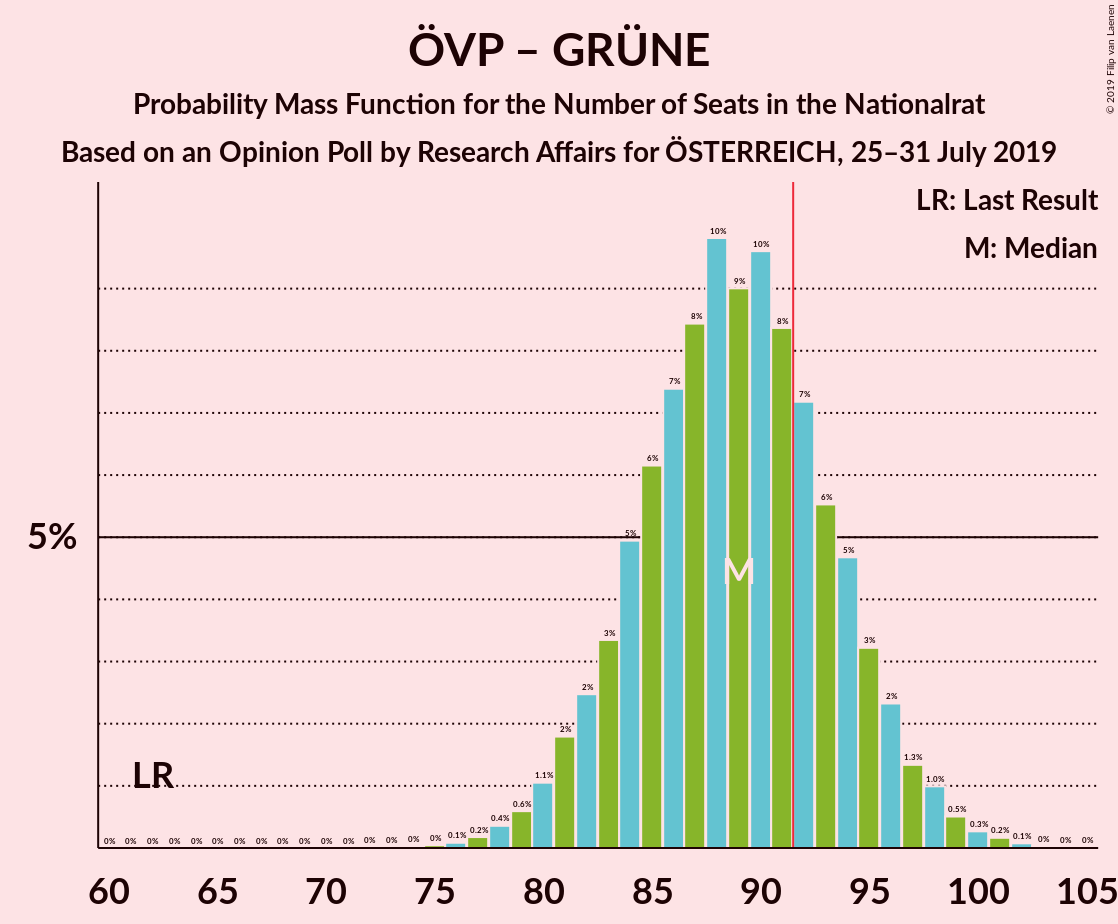 ÖVP – GRÜNE
Probability Mass Function for the Number of Seats in the Nationalrat
Based on an Opinion Poll by Research Affairs for ÖSTERREICH, 25–31 July 2019
© 2019 Filip van Laenen
LR: Last Result
M: Median
5%
LR
M
0% 0% 0% 0% 0% 0% 0% 0% 0% 0% 0% 0% 0% 0% 0% 0% 0.1% 0.2% 0.4% 0.6% 1.1% 2% 2% 3% 5% 6% 7% 8% 10% 9% 10% 8% 7% 6% 5% 3% 2% 1.3% 1.0% 0.5% 0.3% 0.2% 0.1% 0% 0% 0%
60 65 70 75 80 85 90 95 100 105